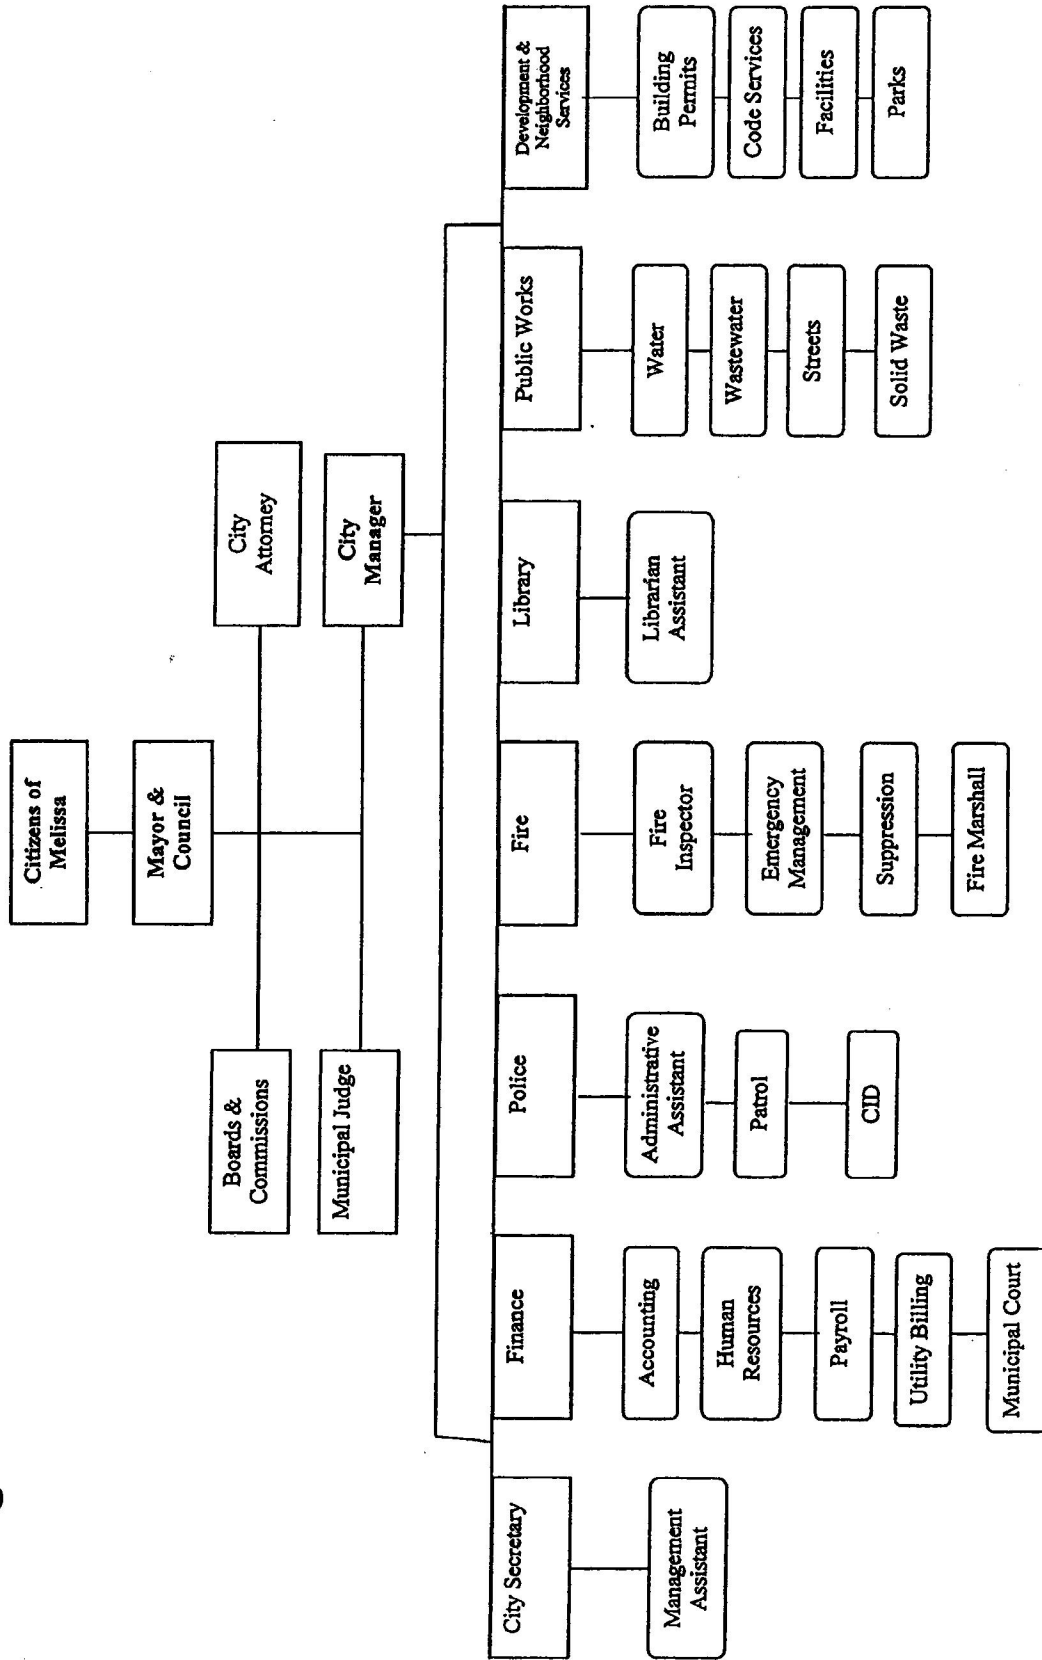 Citizens of
Melissa
Mayor &
Council
Boards &
Commissions
City
Attorney
Municipal Judge
City
Manager
City Secretary
Management
Assistant
Finance
Accounting
Human
Resources
Payroll
Utility Billing
Municipal Court
Police
Administrative
Assistant
Patrol
CID
Fire
Fire
Inspector
Emergency
Management
Suppression
Fire Marshall
Library
Librarian
Assistant
Public Works
Water
Wastewater
Streets
Solid Waste
Development &
Neighborhood
Services
Building
Permits
Code Services
Facilities
Parks